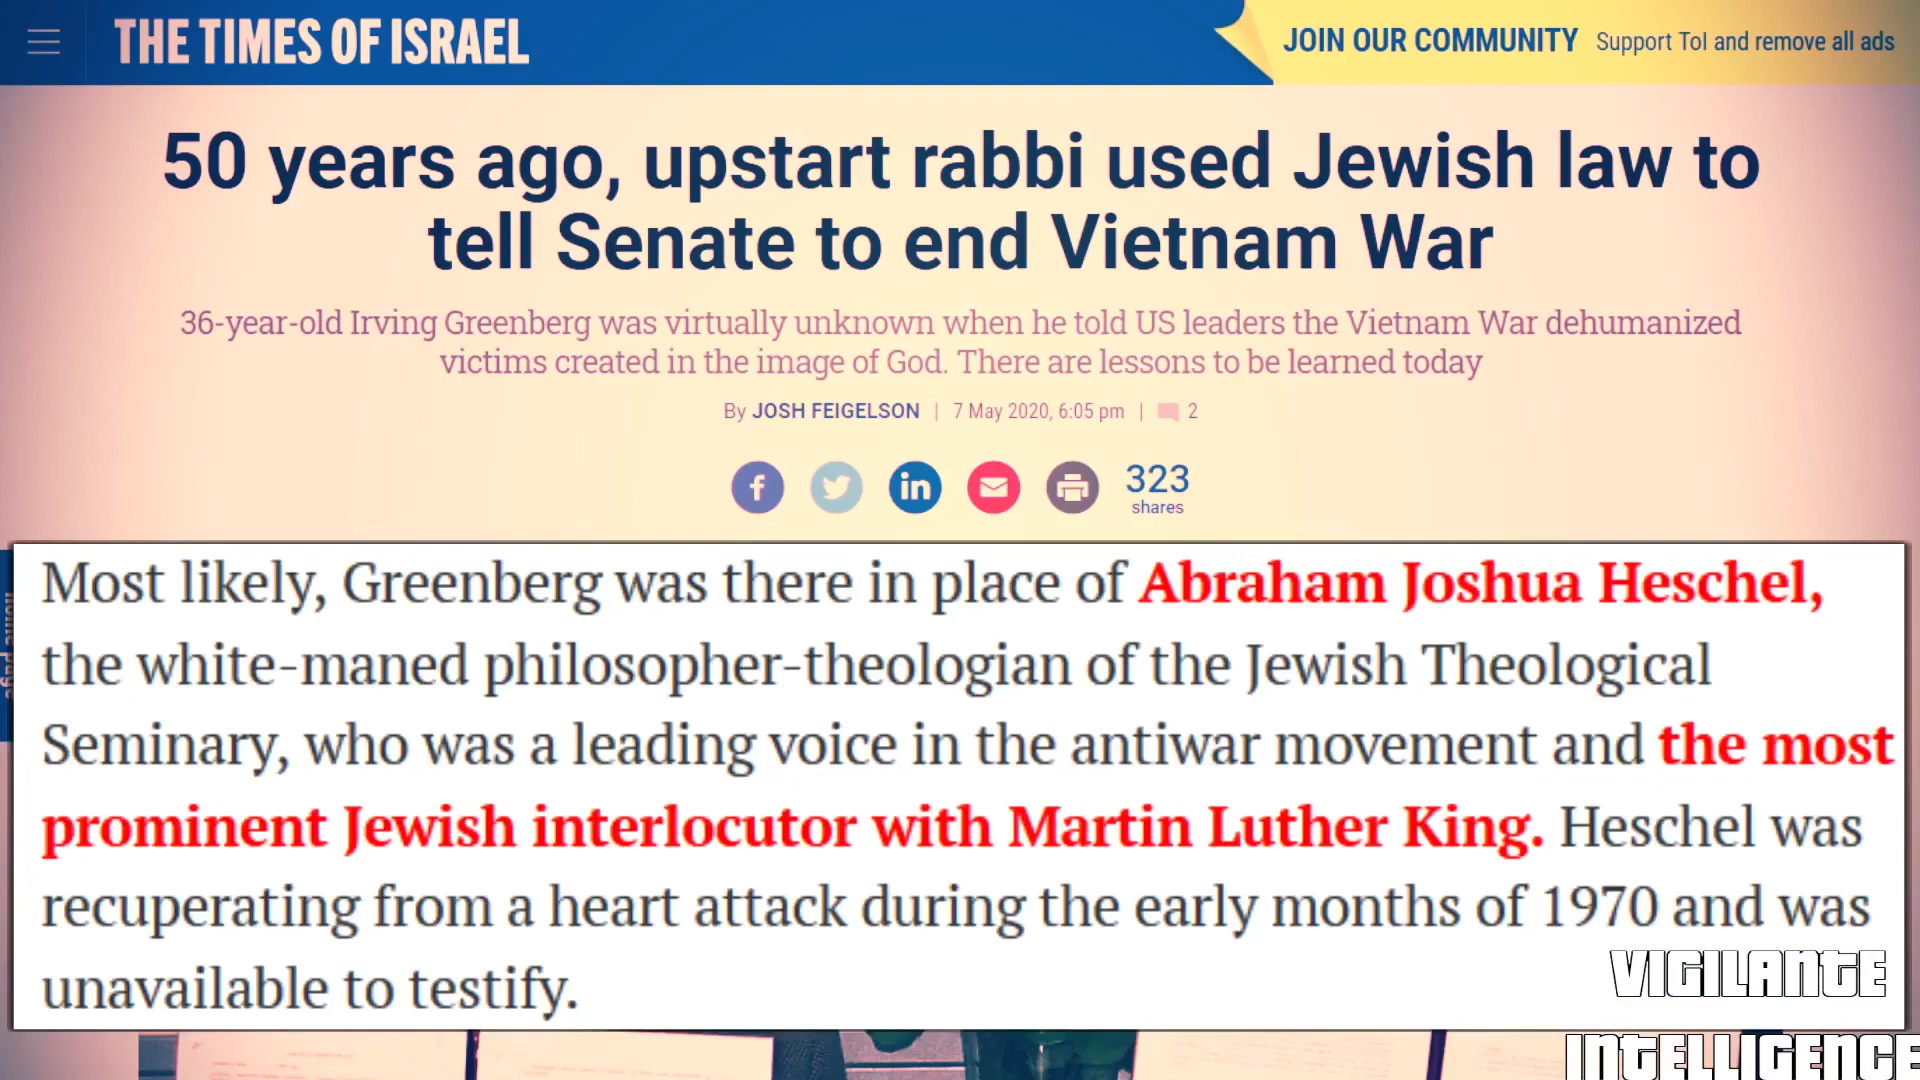 THE TIMES OF ISRAEL
JOIN OUR COMMUNITY Support ToI and remove all ads
50 years ago, upstart rabbi used Jewish law to
tell Senate to end Vietnam War
36-year-old Irving Greenberg was virtually unknown when he told US leaders the Vietnam War dehumanized
victims created in the image of God. There are lessons to be learned today
By JOSH FEIGELSON | 7 May 2020, 6:05 pm | 2
323
shares
home page
Most likely, Greenberg was there in place of Abraham Joshua Heschel,
the white-maned philosopher-theologian of the Jewish Theological
Seminary, who was a leading voice in the antiwar movement and the most
prominent Jewish interlocutor with Martin Luther King. Heschel was
recuperating from a heart attack during the early months of 1970 and was
unavailable to testify.
VIGILANTE
INTELLIGENCE